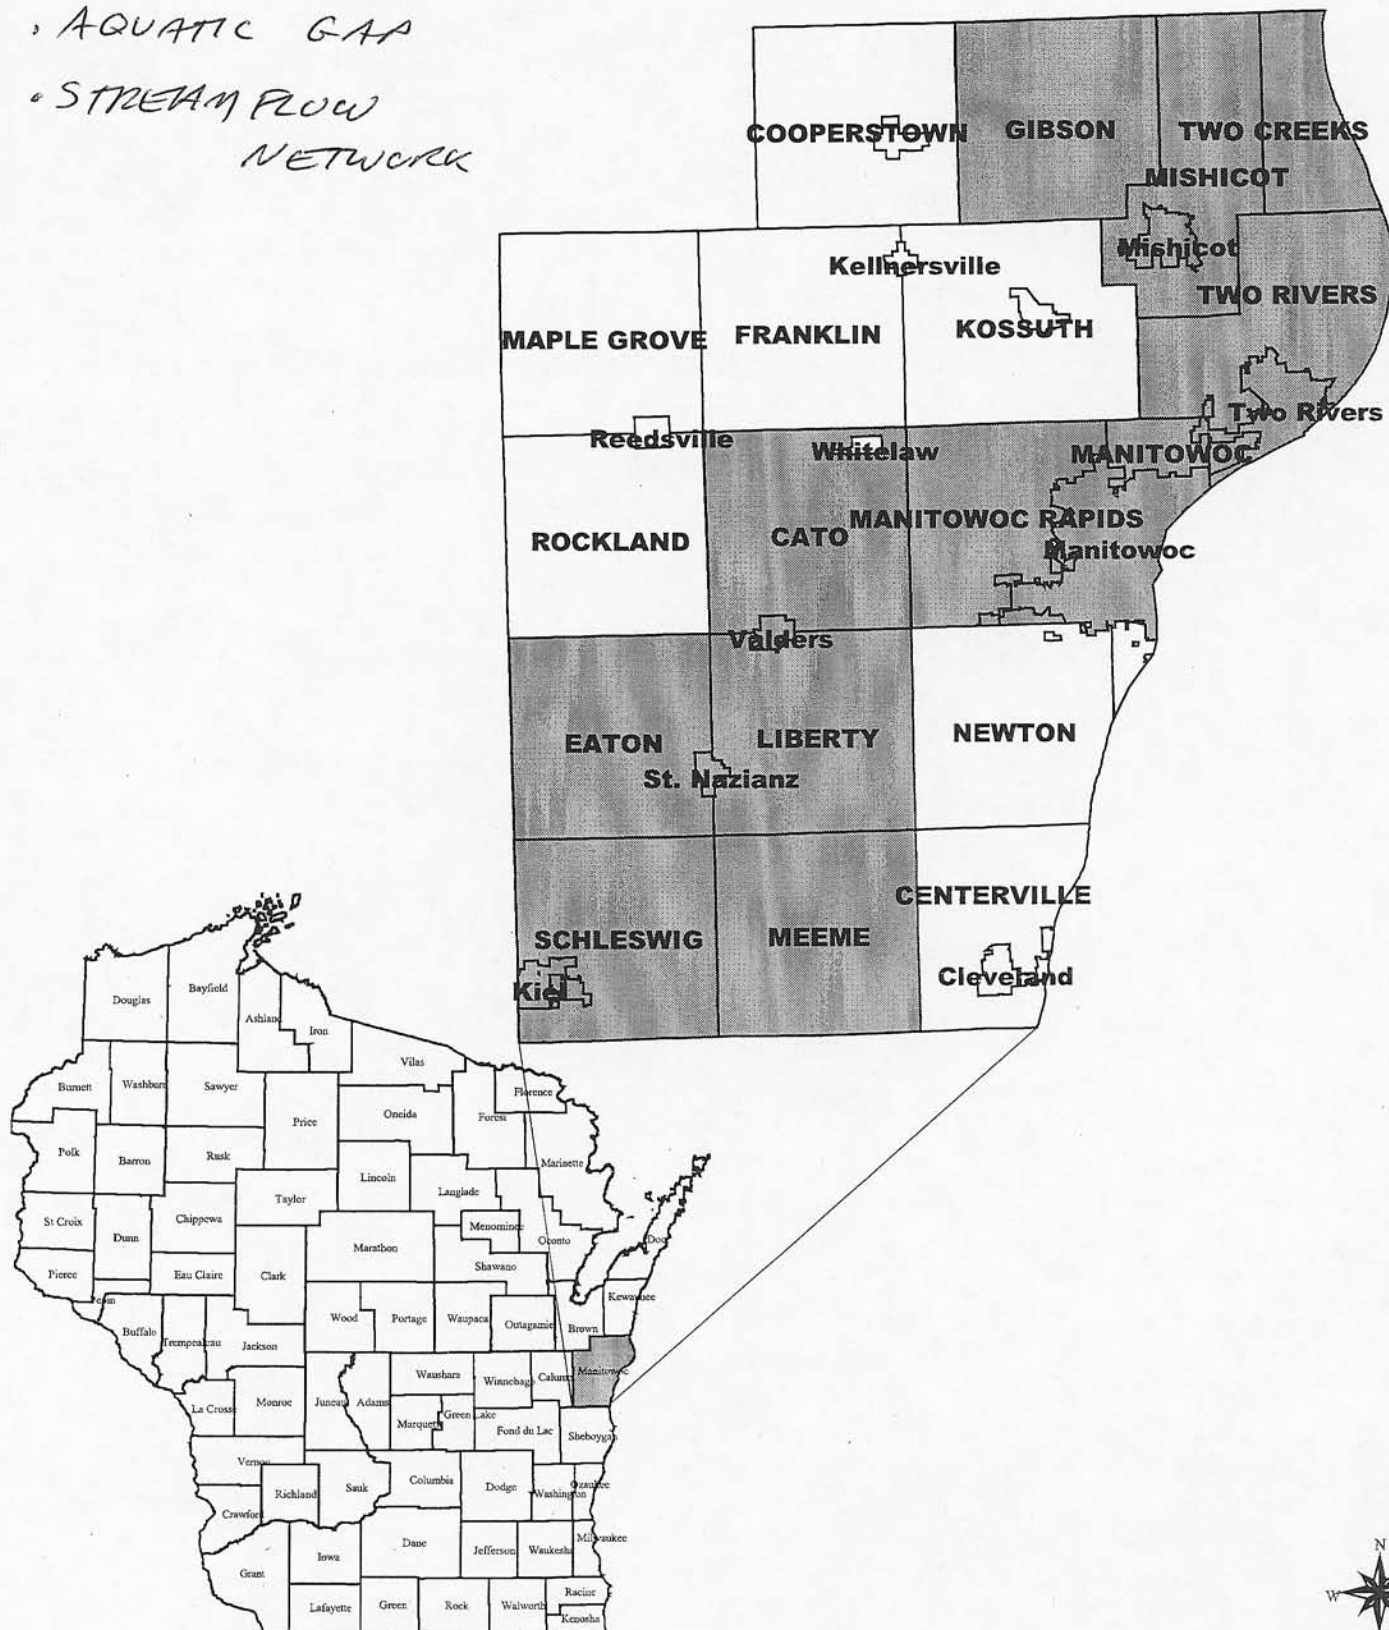 • AQUATIC GAP
• STREAM FLOW
NETWORK
COOPERSTOWN
GIBSON
TWO CREEKS
MISHICOT
Mishicot
Kellnersville
TWO RIVERS
MAPLE GROVE
FRANKLIN
KOSSUTH
Two Rivers
Reedsville
Whitelaw
MANITOWOC
ROCKLAND
CATO
MANITOWOC RAPIDS
Manitowoc
Valders
EATON
LIBERTY
NEWTON
St. Nazianz
CENTERVILLE
SCHLESWIG
MEEME
Cleveland
Kiel
Douglas
Bayfield
Ashland
Iron
Vilas
Burnett
Washburn
Sawyer
Florence
Price
Oneida
Forest
Polk
Barron
Rusk
Marinette
Lincoln
Langlade
Taylor
St Croix
Chippewa
Dunn
Menominee
Oconto
Door
Marathon
Pierce
Eau Claire
Clark
Shawano
Pepin
Kewaunee
Buffalo
Trempealeau
Jackson
Wood
Portage
Waupaca
Outagamie
Brown
Manitowoc
Waushara
Winnebago
Calumet
La Crosse
Monroe
Juneau
Adams
Marquette
Green Lake
Fond du Lac
Sheboygan
Vernon
Richland
Sauk
Columbia
Dodge
Washington
Ozaukee
Crawford
Dane
Iowa
Jefferson
Waukesha
Milwaukee
Grant
Lafayette
Green
Rock
Walworth
Racine
Kenosha
N
W